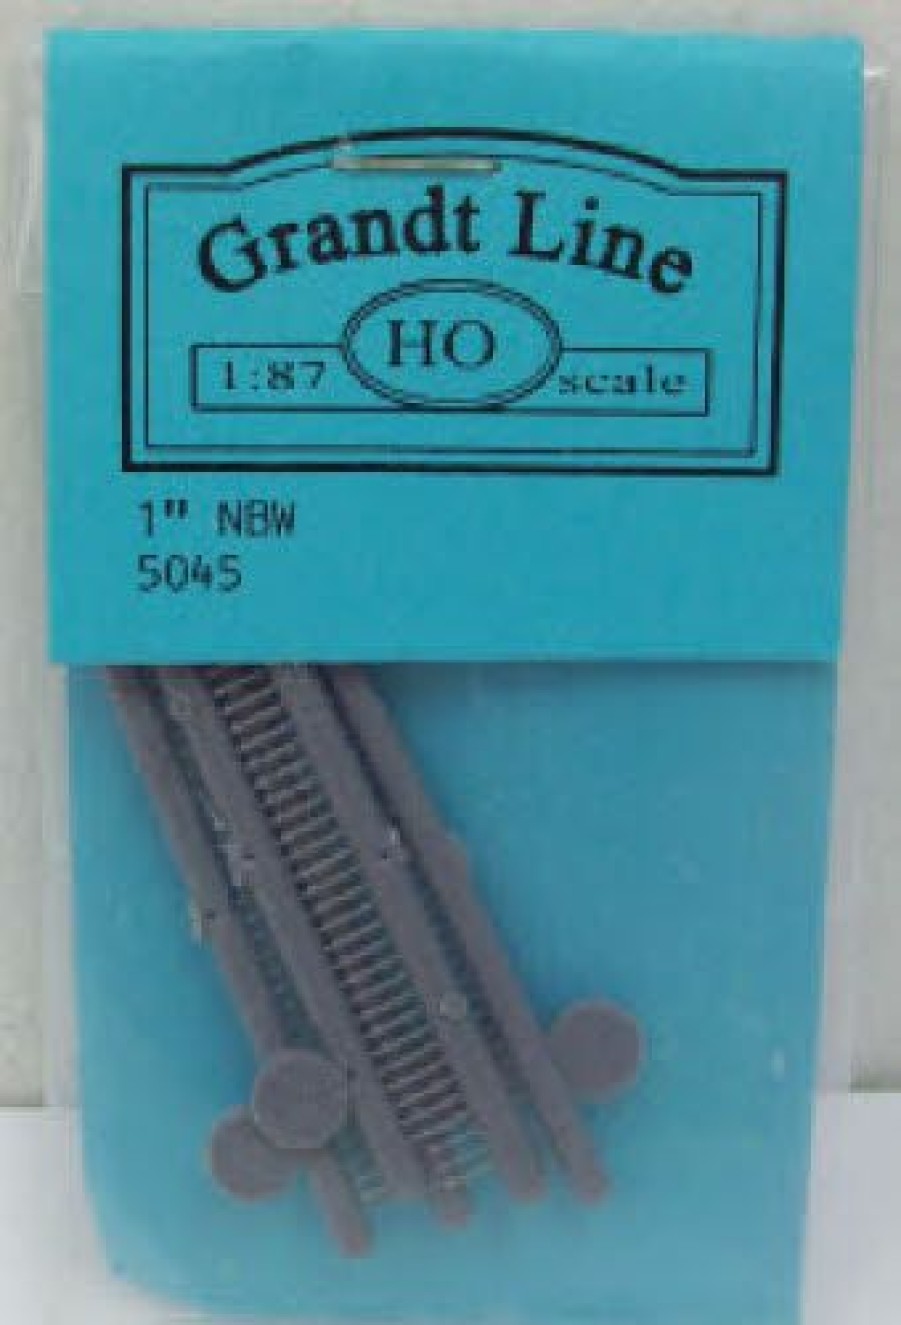 Grandt Line
HO
1:87 scale
1" NBW
5045